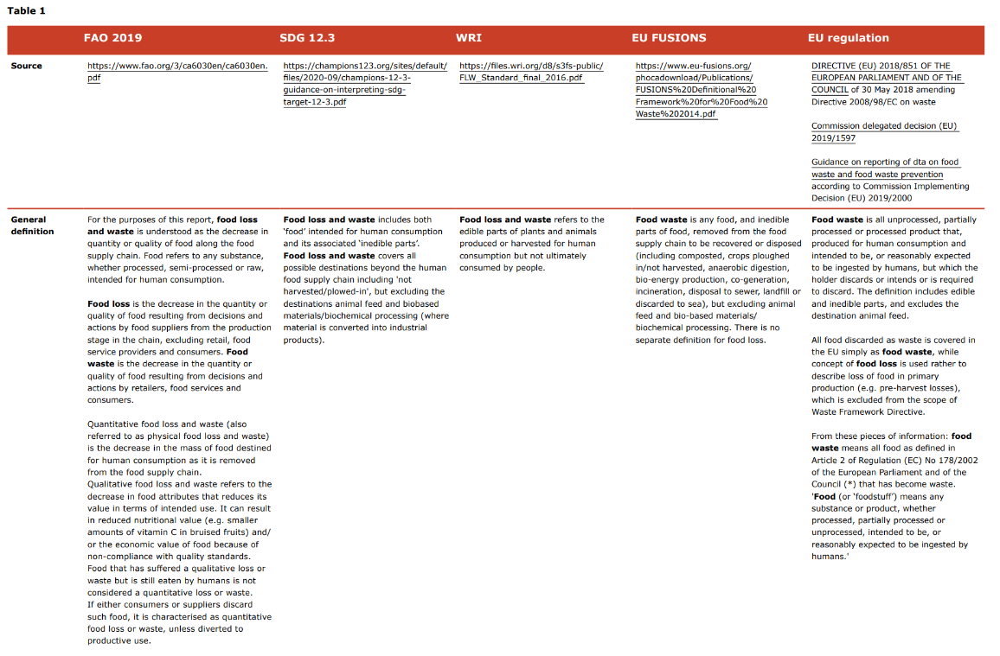 Table 1
FAO 2019
SDG 12.3
WRI
EU FUSIONS
EU regulation
Source
https://www.fao.org/3/ca6030en/ca6030en.
pdf
https://champions123.org/sites/default/
files/2020-09/champions-12-3-
guidance-on-interpreting-sdg-
target-12-3.pdf
https://files.wri.org/d8/s3fs-public/
FLW_Standard_final_2016.pdf
https://www.eu-fusions.org/
phocadownload/Publications/
FUSIONS%20Definitional%20
Framework%20for%20Food%20
Waste%202014.pdf
DIRECTIVE (EU) 2018/851 OF THE
EUROPEAN PARLIAMENT AND OF THE
COUNCIL of 30 May 2018 amending
Directive 2008/98/EC on waste
Commission delegated decision (EU)
2019/1597
Guidance on reporting of dta on food
waste and food waste prevention
according to Commission Implementing
Decision (EU) 2019/2000
General
definition
For the purposes of this report, food loss
and waste is understood as the decrease in
quantity or quality of food along the food
supply chain. Food refers to any substance,
whether processed, semi-processed or raw,
intended for human consumption.
Food loss is the decrease in the quantity or
quality of food resulting from decisions and
actions by food suppliers from the production
stage in the chain, excluding retail, food
service providers and consumers. Food
waste is the decrease in the quantity or
quality of food resulting from decisions and
actions by retailers, food services and
consumers.
Quantitative food loss and waste (also
referred to as physical food loss and waste)
is the decrease in the mass of food destined
for human consumption as it is removed
from the food supply chain.
Qualitative food loss and waste refers to the
decrease in food attributes that reduces its
value in terms of intended use. It can result
in reduced nutritional value (e.g. smaller
amounts of vitamin C in bruised fruits) and/
or the economic value of food because of
non-compliance with quality standards.
Food that has suffered a qualitative loss or
waste but is still eaten by humans is not
considered a quantitative loss or waste.
If either consumers or suppliers discard
such food, it is characterised as quantitative
food loss or waste, unless diverted to
productive use.
Food loss and waste includes both
'food' intended for human consumption
and its associated 'inedible parts'.
Food loss and waste covers all
possible destinations beyond the human
food supply chain including 'not
harvested/plowed-in', but excluding the
destinations animal feed and biobased
materials/biochemical processing (where
material is converted into industrial
products).
Food loss and waste refers to the
edible parts of plants and animals
produced or harvested for human
consumption but not ultimately
consumed by people.
Food waste is any food, and inedible
parts of food, removed from the food
supply chain to be recovered or disposed
(including composted, crops ploughed
in/not harvested, anaerobic digestion,
bio-energy production, co-generation,
incineration, disposal to sewer, landfill or
discarded to sea), but excluding animal
feed and bio-based materials/
biochemical processing. There is no
separate definition for food loss.
Food waste is all unprocessed, partially
processed or processed product that,
produced for human consumption and
intended to be, or reasonably expected
to be ingested by humans, but which the
holder discards or intends or is required
to discard. The definition includes edible
and inedible parts, and excludes the
destination animal feed.
All food discarded as waste is covered in
the EU simply as food waste, while
concept of food loss is used rather to
describe loss of food in primary
production (e.g. pre-harvest losses),
which is excluded from the scope of
Waste Framework Directive.
From these pieces of information: food
waste means all food as defined in
Article 2 of Regulation (EC) No 178/2002
of the European Parliament and of the
Council (*) that has become waste.
'Food (or 'foodstuff') means any
substance or product, whether
processed, partially processed or
unprocessed, intended to be, or
reasonably expected to be ingested by
humans.'